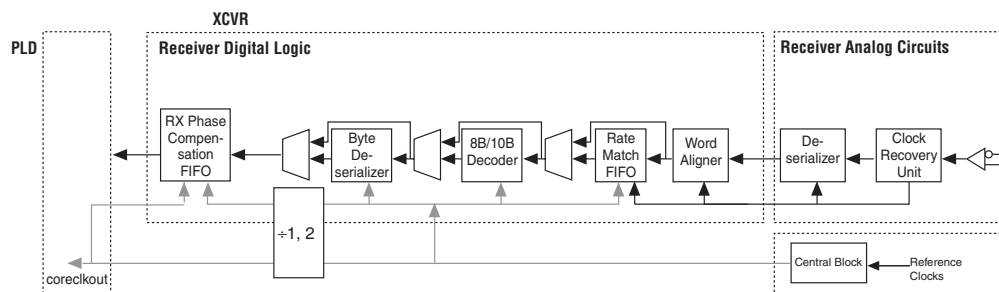 XCVR
PLD
Receiver Digital Logic
Receiver Analog Circuits
RX Phase
Compen-
sation
FIFO
Byte
De-
serializer
8B/10B
Decoder
Rate
Match
FIFO
Word
Aligner
De-
serializer
Clock
Recovery
Unit
÷1, 2
coreclkout
Central Block
Reference
Clocks